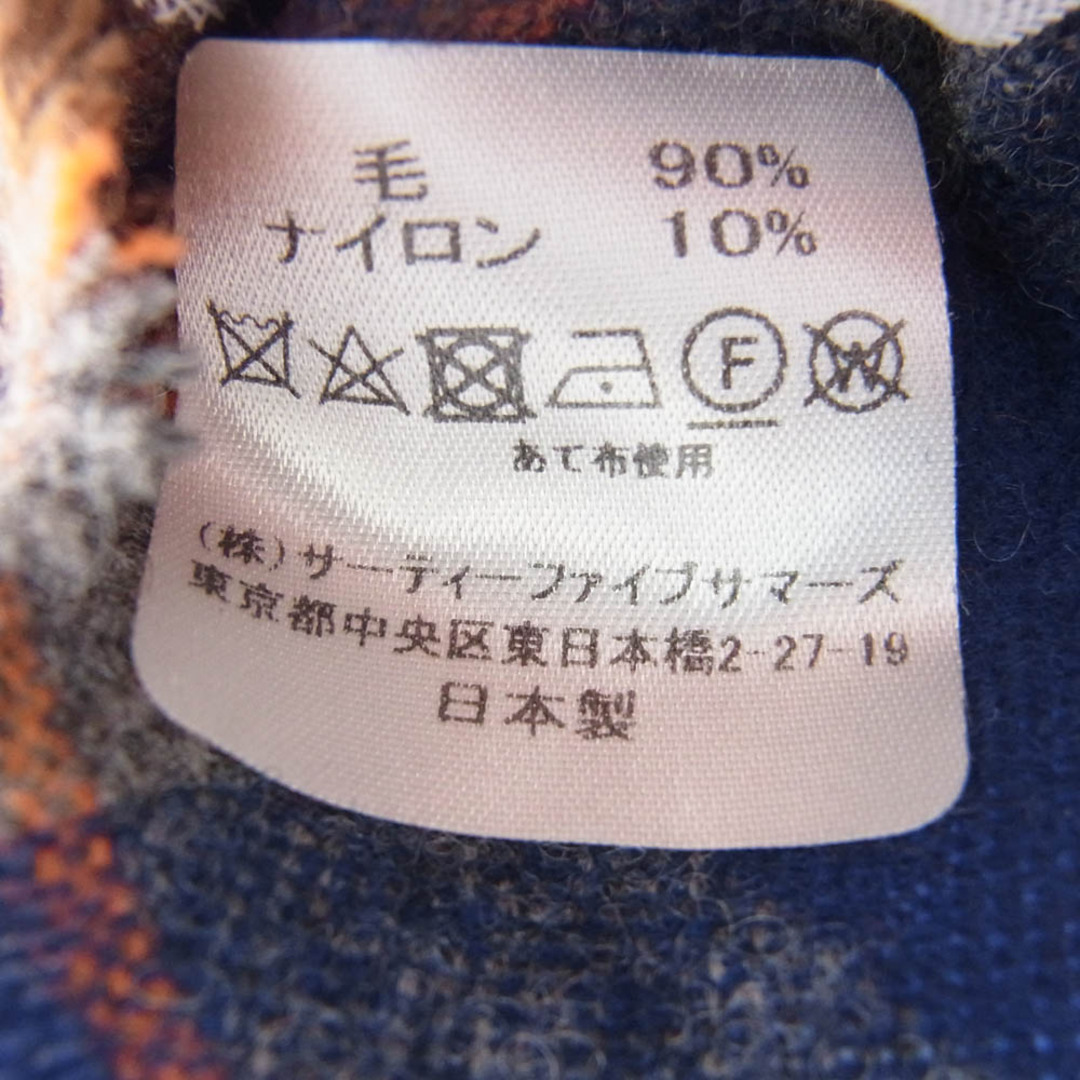 毛 90%
ナイロン 10%
F W
あて布使用
(株)サーティーファイブサマーズ
東京都中央区東日本橋2-27-19
日本製